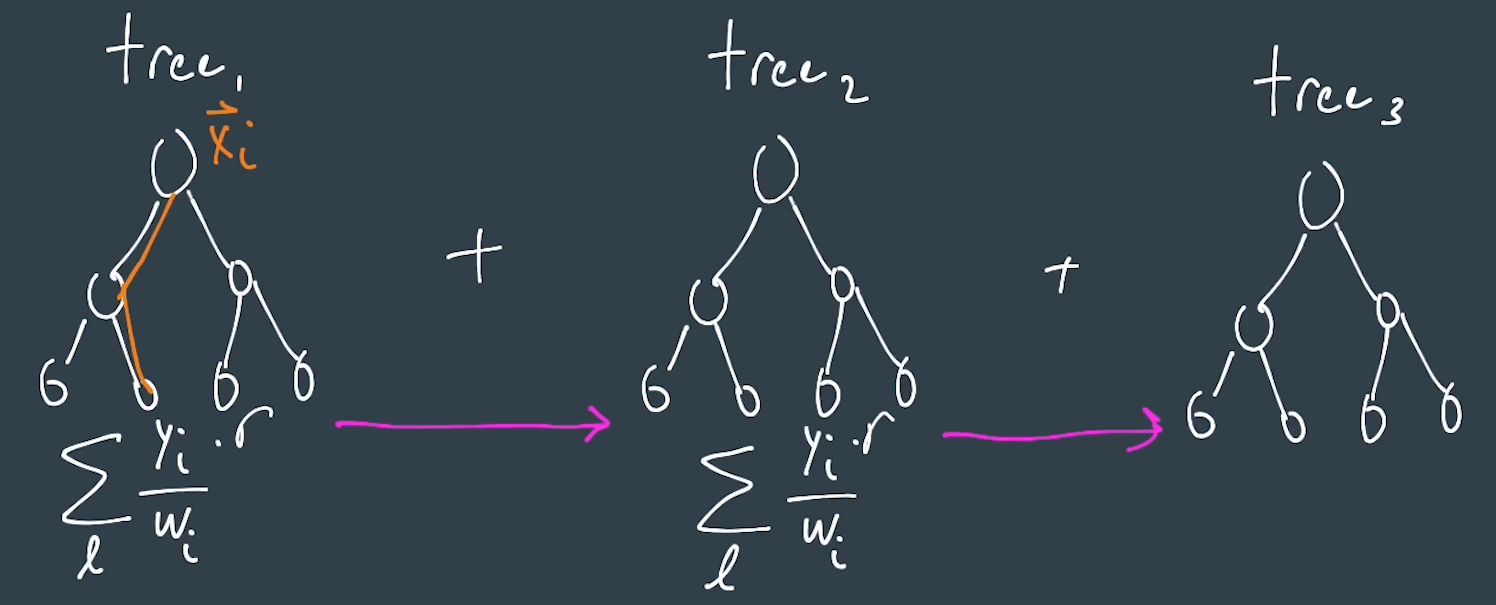 tree₁ tree₂ tree₃
x⃗ᵢ
+ +
∑ₗ yᵢ·r / wᵢ ∑ₗ yᵢ·r / wᵢ